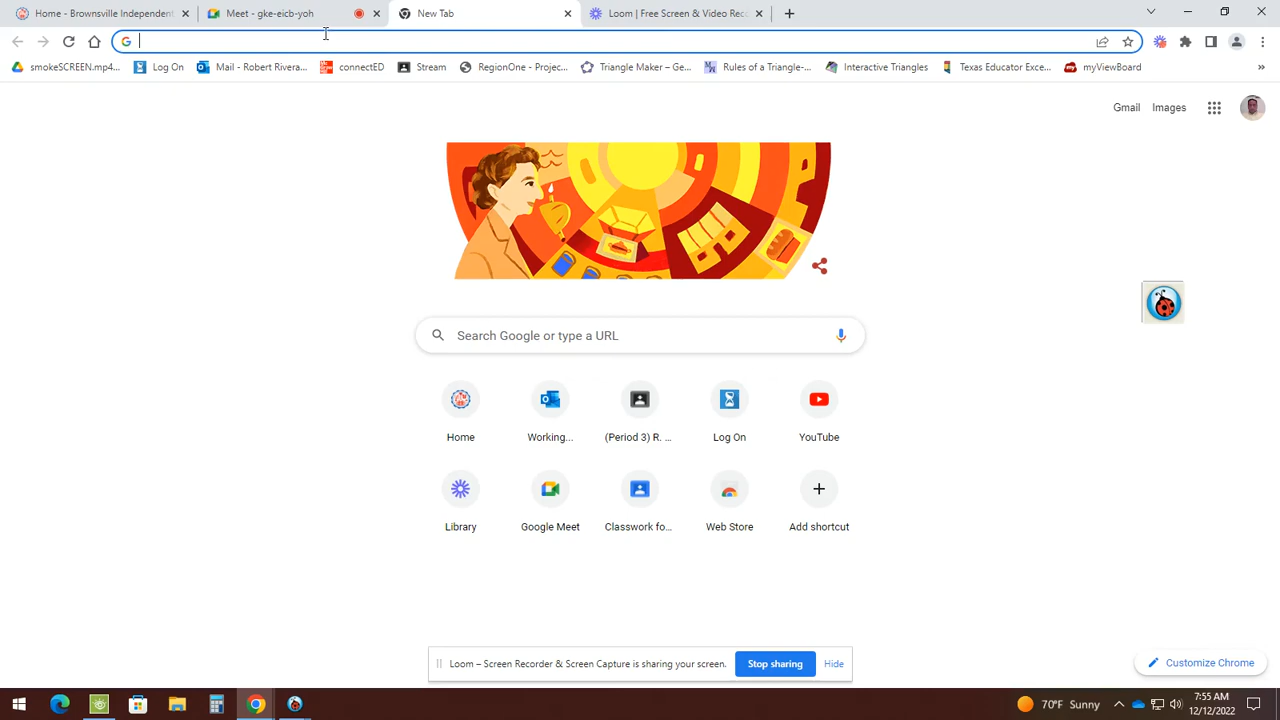 Home - Brownsville Independent
Meet - gke-eicb-yoh
New Tab
Loom | Free Screen & Video Rec
smokeSCREEN.mp4...
Log On
Mail - Robert Rivera...
connectED
Stream
RegionOne - Projec...
Triangle Maker – Ge...
Rules of a Triangle-...
Interactive Triangles
Texas Educator Exce...
myViewBoard
»
Gmail
Images
Search Google or type a URL
Home
Working...
(Period 3) R. ...
Log On
YouTube
Library
Google Meet
Classwork fo...
Web Store
Add shortcut
Loom – Screen Recorder & Screen Capture is sharing your screen.
Stop sharing
Hide
Customize Chrome
70°F Sunny
7:55 AM
12/12/2022